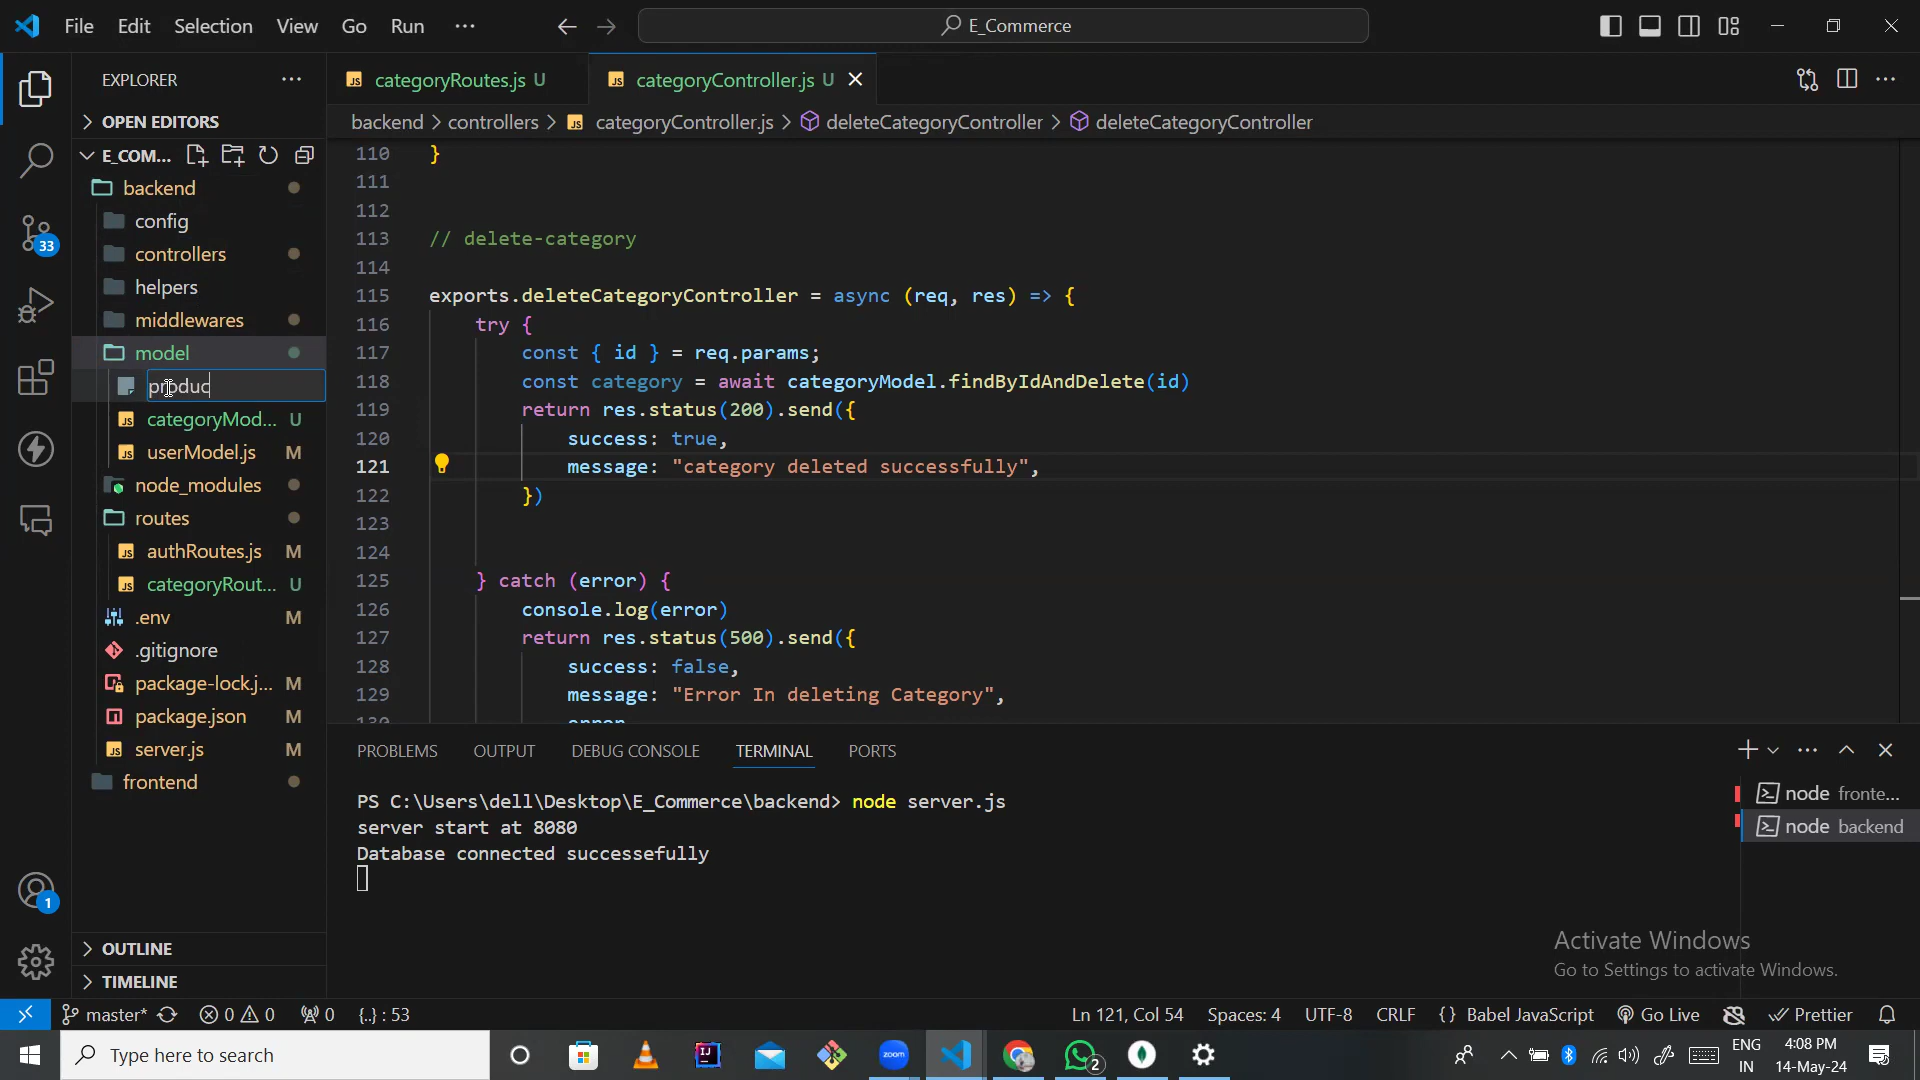 File Edit Selection View Go Run ··· E_Commerce
EXPLORER ···
categoryRoutes.js U categoryController.js U
OPEN EDITORS
backend > controllers > categoryController.js > deleteCategoryController > deleteCategoryController
E_COM...
backend
config
controllers
helpers
middlewares
model
produc
categoryMod... U
userModel.js M
node_modules
routes
authRoutes.js M
categoryRout... U
.env M
.gitignore
package-lock.j... M
package.json M
server.js M
frontend
OUTLINE
TIMELINE
33
1
110 }
111
112
113 // delete-category
114
115 exports.deleteCategoryController = async (req, res) => {
116 try {
117 const { id } = req.params;
118 const category = await categoryModel.findByIdAndDelete(id)
119 return res.status(200).send({
120 success: true,
121 message: "category deleted successfully",
122 })
123
124
125 } catch (error) {
126 console.log(error)
127 return res.status(500).send({
128 success: false,
129 message: "Error In deleting Category",
130 error
PROBLEMS OUTPUT DEBUG CONSOLE TERMINAL PORTS
PS C:\Users\dell\Desktop\E_Commerce\backend> node server.js
server start at 8080
Database connected successefully
node fronte...
node backend
Activate Windows
Go to Settings to activate Windows.
master* 0 0 0 {..} : 53 Ln 121, Col 54 Spaces: 4 UTF-8 CRLF {} Babel JavaScript Go Live Prettier
Type here to search zoom 2 ENG IN 4:08 PM 14-May-24